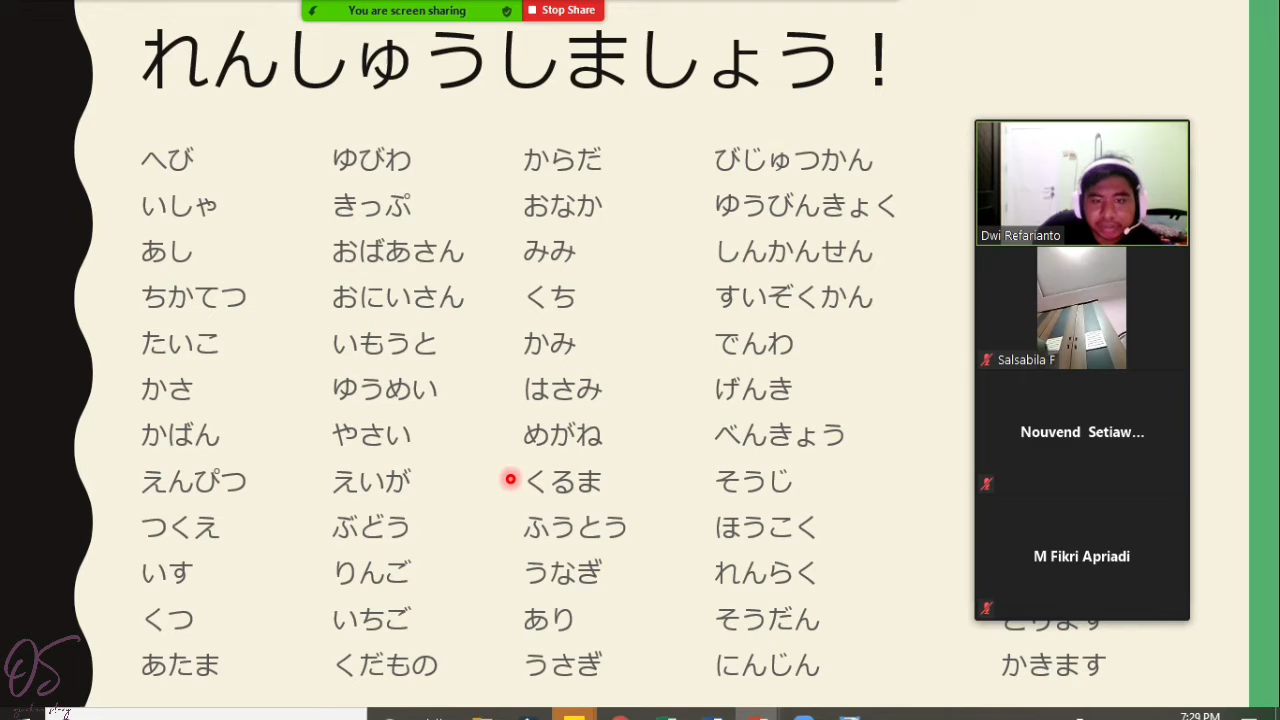 You are screen sharing
Stop Share
れんしゅうしましょう！
へび ゆびわ からだ びじゅつかん
いしゃ きっぷ おなか ゆうびんきょく
あし おばあさん みみ しんかんせん
ちかてつ おにいさん くち すいぞくかん
たいこ いもうと かみ でんわ
かさ ゆうめい はさみ げんき
かばん やさい めがね べんきょう
えんぴつ えいが くるま そうじ
つくえ ぶどう ふうとう ほうこく
いす りんご うなぎ れんらく
くつ いちご あり そうだん
あたま くだもの うさぎ にんじん かきます
Dwi Refarianto
Salsabila F
Nouvend Setiaw...
M Fikri Apriadi
OS
7:29 PM